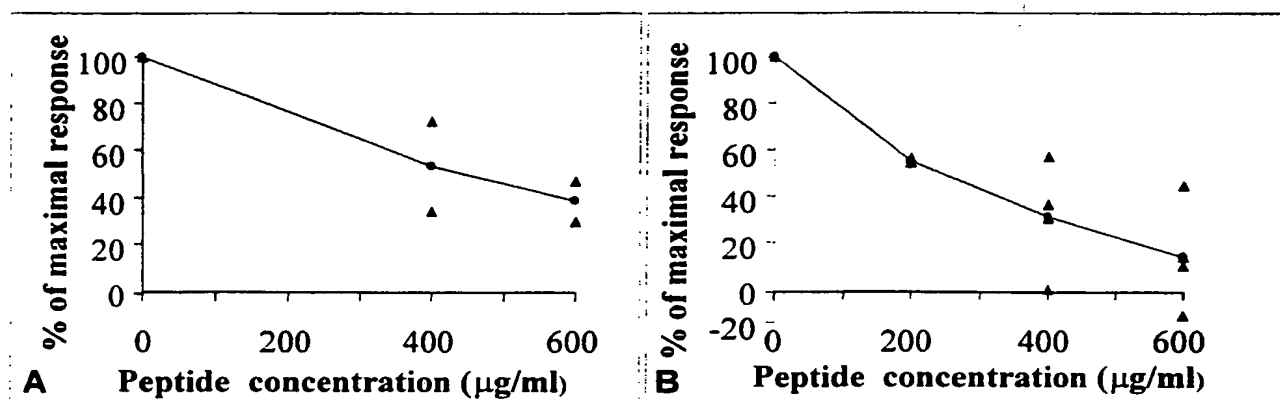 % of maximal response
100
80
60
40
20
0
0 200 400 600
A Peptide concentration (μg/ml)
% of maximal response
100
80
60
40
20
0
-20
0 200 400 600
B Peptide concentration (μg/ml)